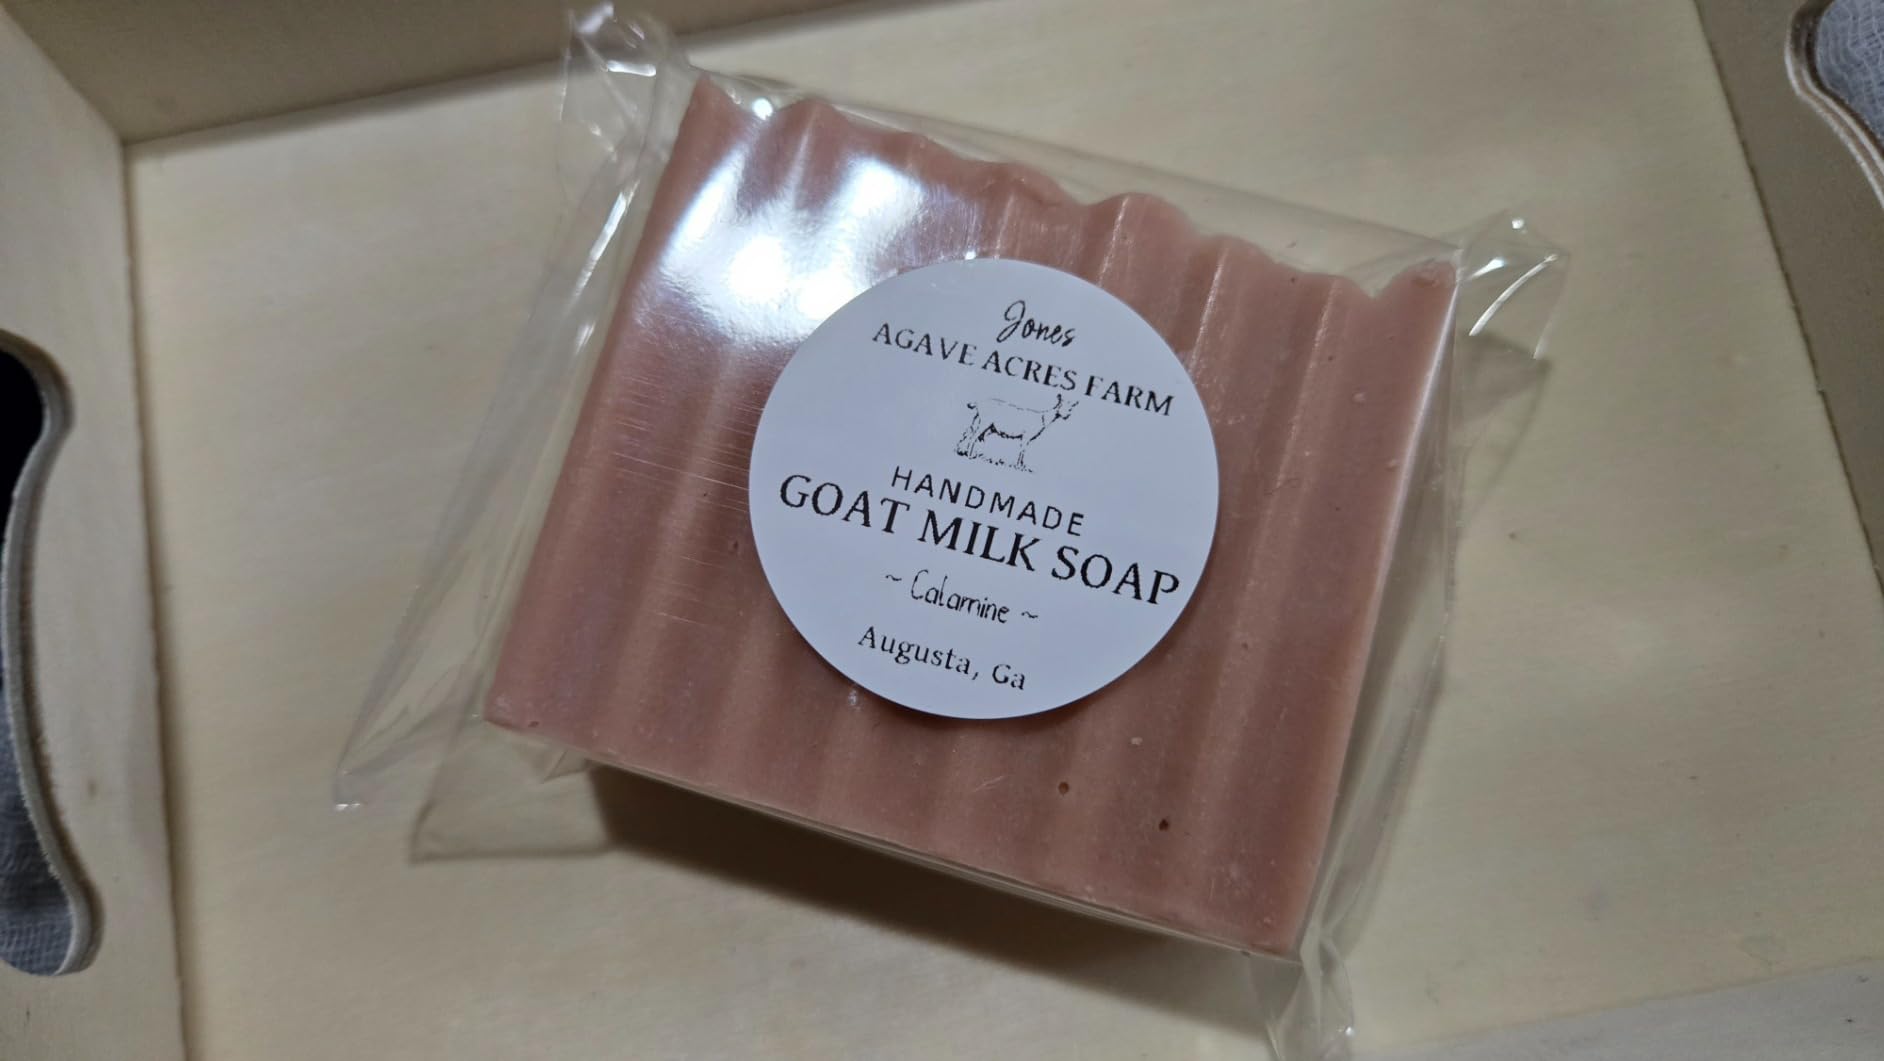 Jones
AGAVE ACRES FARM
HANDMADE
GOAT MILK SOAP
~ Calamine ~
Augusta, Ga